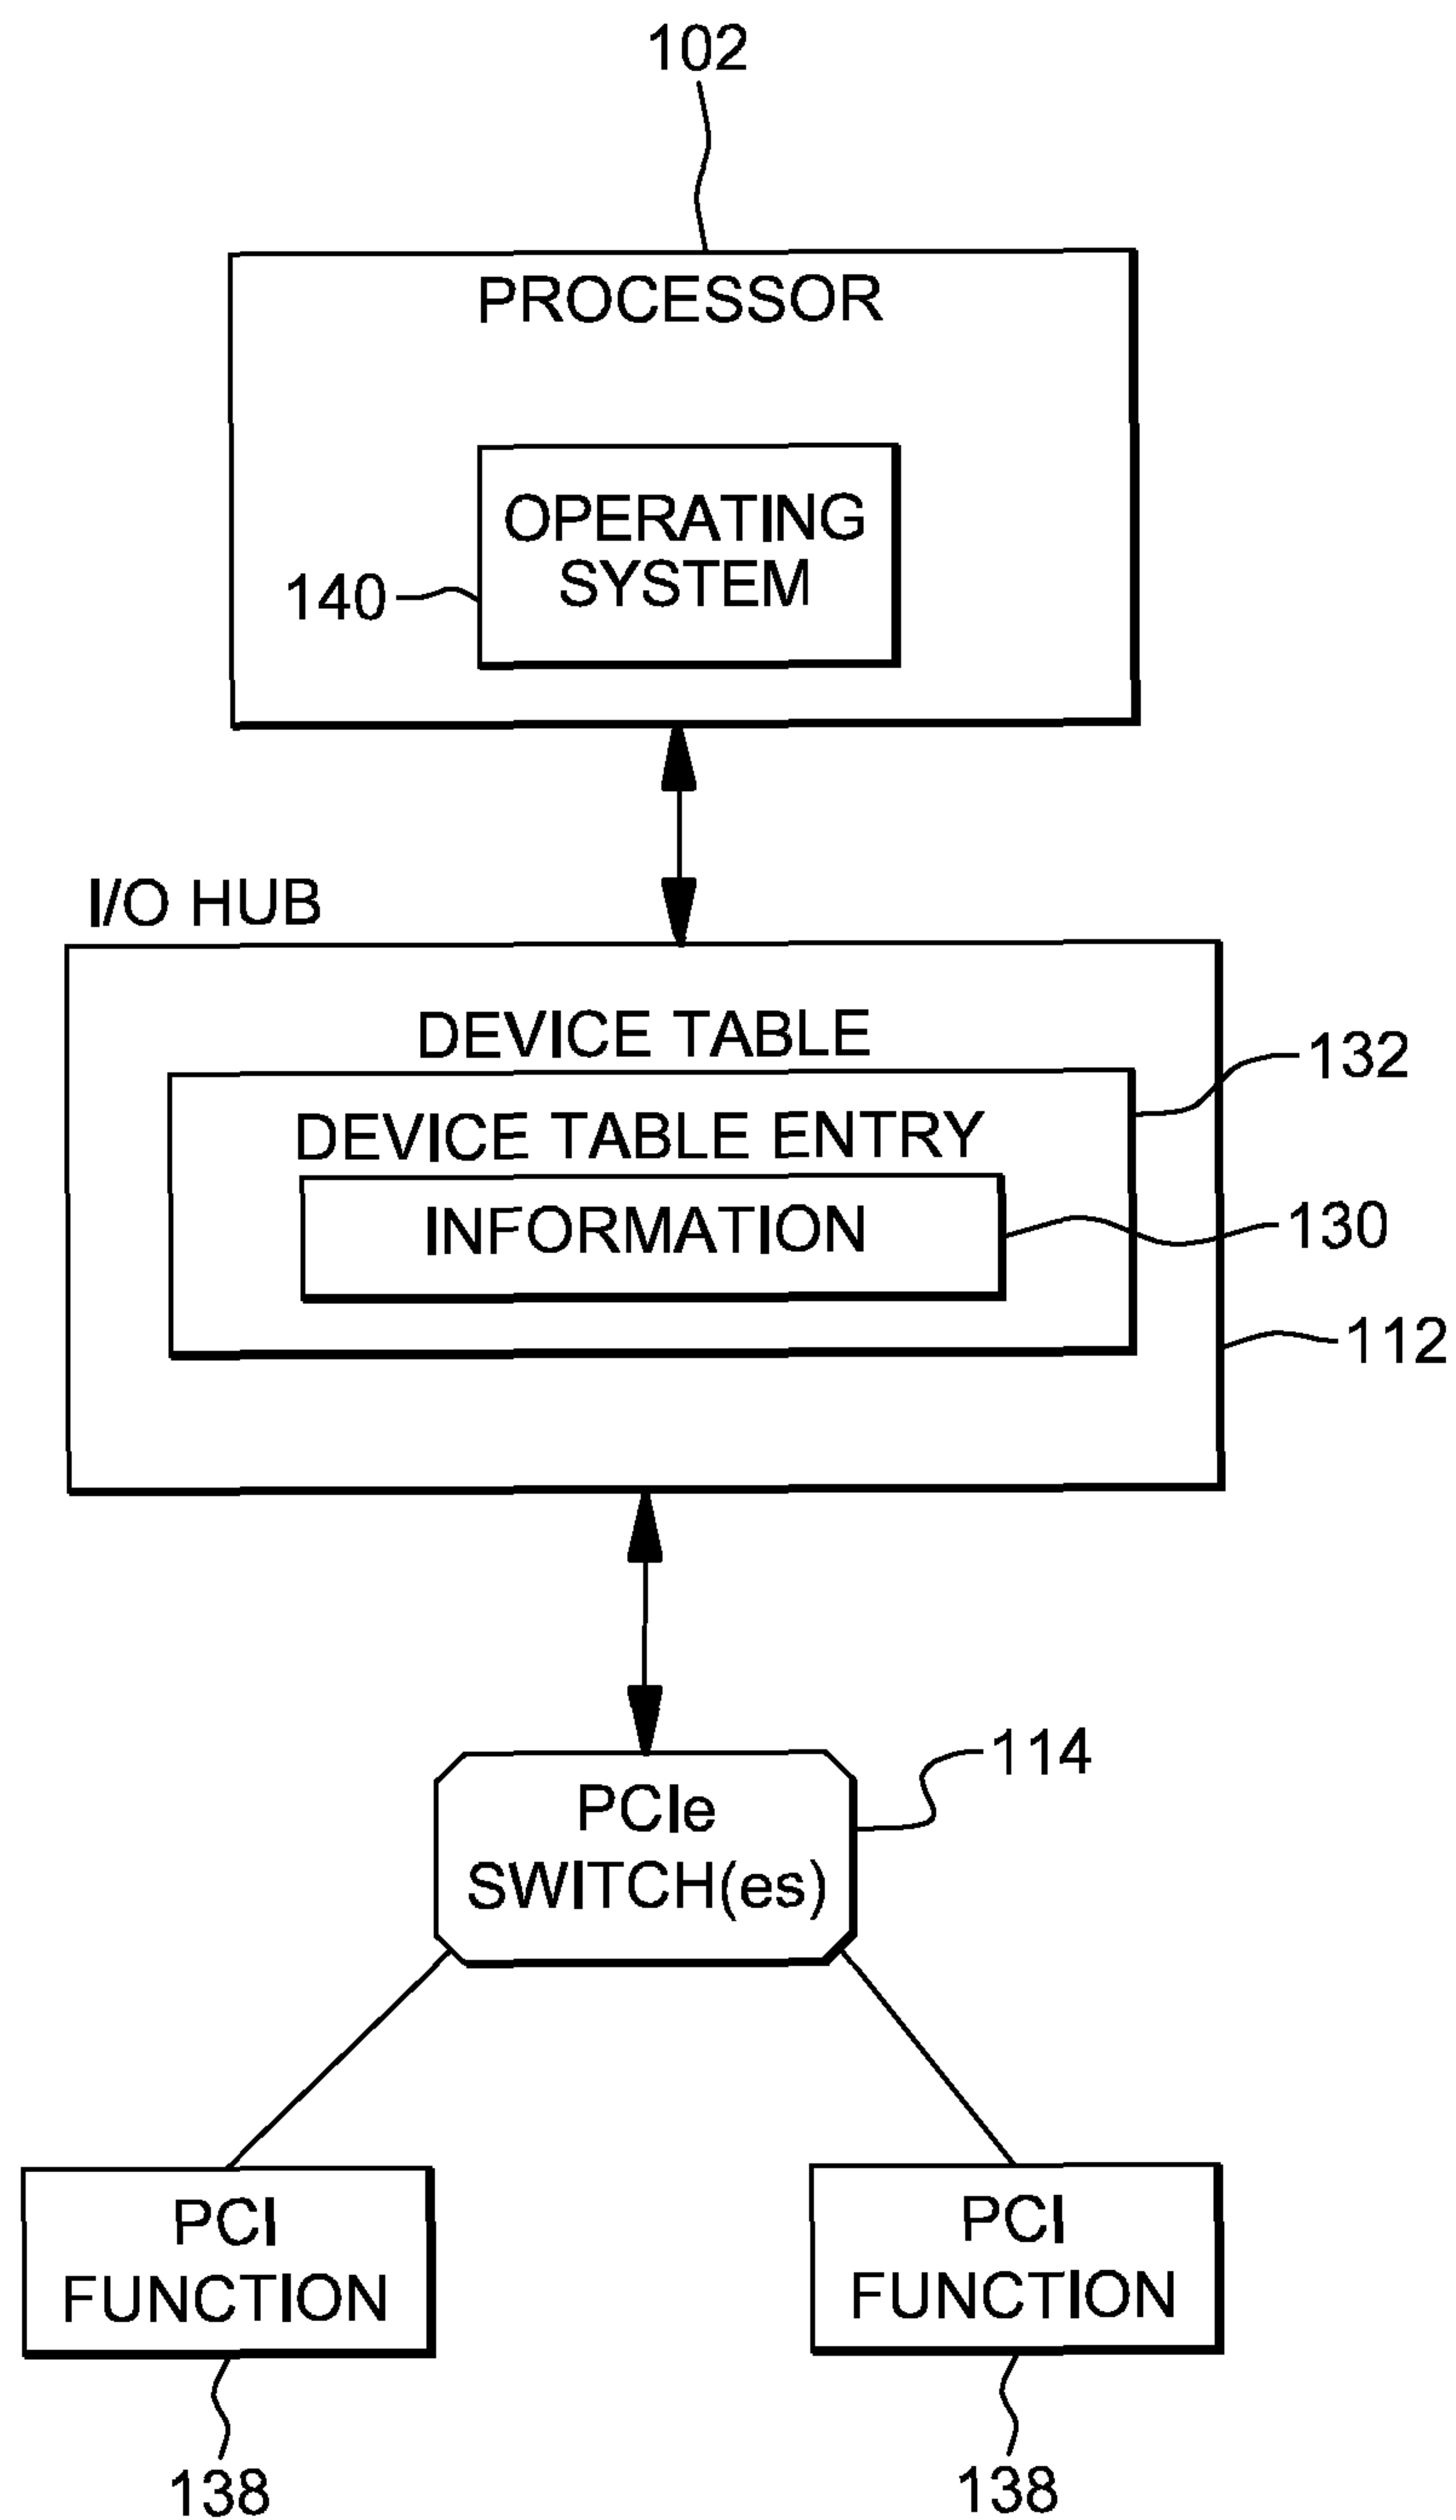 102
PROCESSOR
OPERATING
SYSTEM
140
I/O HUB
DEVICE TABLE
132
DEVICE TABLE ENTRY
INFORMATION
130
112
114
PCIe
SWITCH(es)
PCI
FUNCTION
PCI
FUNCTION
138
138